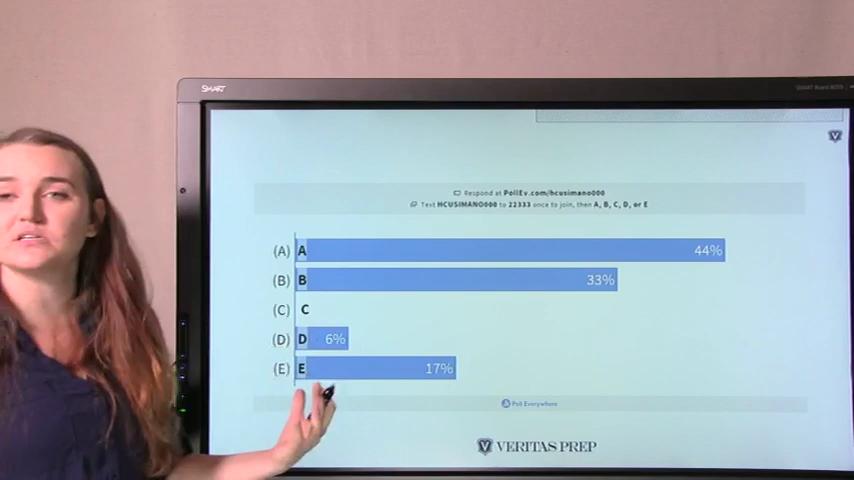 SMART
Respond at PollEv.com/hcusimano000
Text HCUSIMANO000 to 22333 once to join, then A, B, C, D, or E
(A) A 44%
(B) B 33%
(C) C
(D) D 6%
(E) E 17%
Poll Everywhere
VERITAS PREP